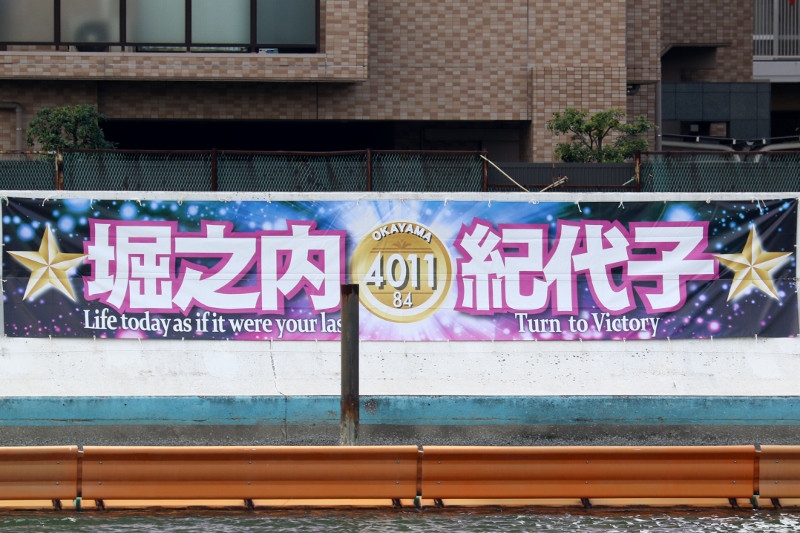 堀之内
OKAYAMA
4011
84
紀代子
Life today as if it were your las
Turn to Victory